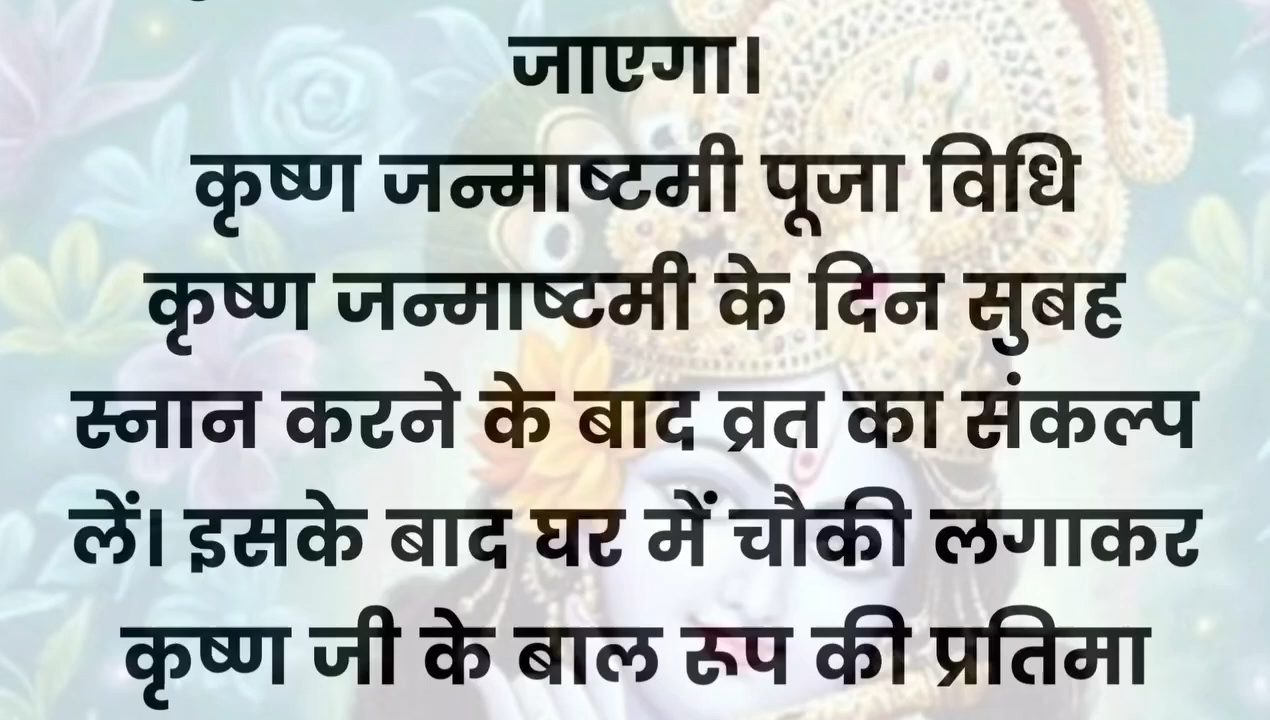 जाएगा।
कृष्ण जन्माष्टमी पूजा विधि
कृष्ण जन्माष्टमी के दिन सुबह
स्नान करने के बाद व्रत का संकल्प
लें। इसके बाद घर में चौकी लगाकर
कृष्ण जी के बाल रूप की प्रतिमा